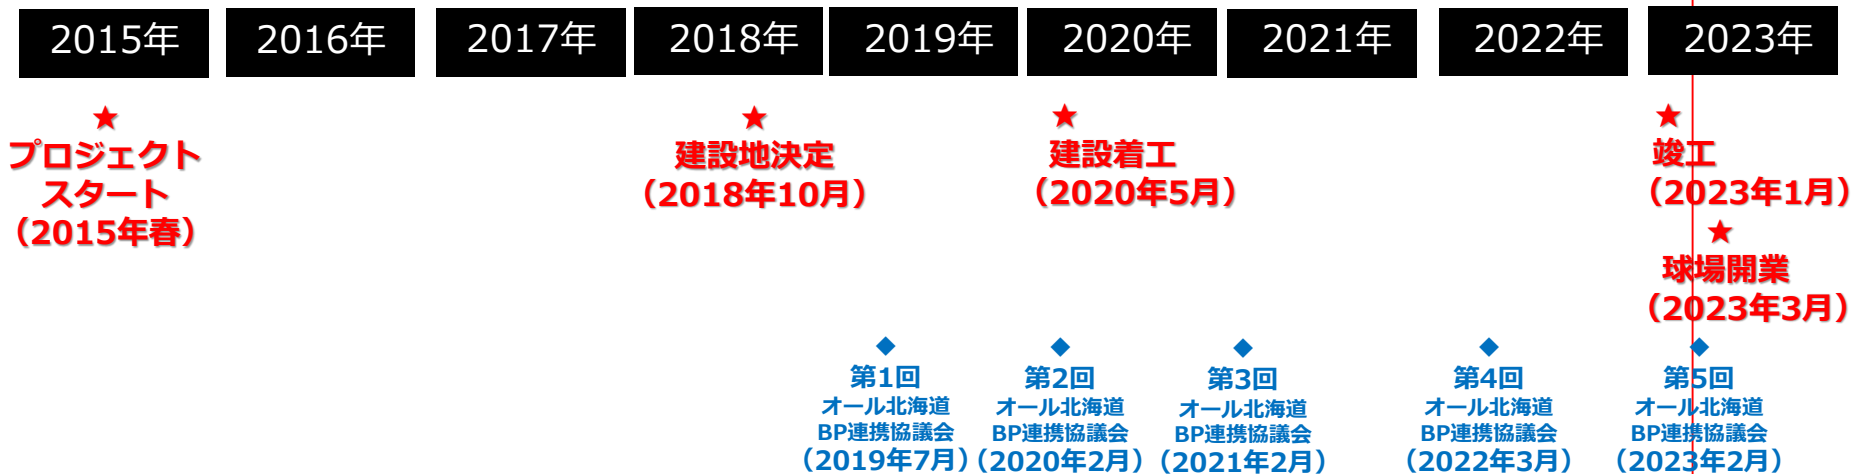 2015年 2016年 2017年 2018年 2019年 2020年 2021年 2022年 2023年
★
プロジェクト
スタート
（2015年春）
★
建設地決定
（2018年10月）
★
建設着工
（2020年5月）
★
竣工
（2023年1月）
★
球場開業
（2023年3月）
◆
第1回
オール北海道
BP連携協議会
（2019年7月）
◆
第2回
オール北海道
BP連携協議会
（2020年2月）
◆
第3回
オール北海道
BP連携協議会
（2021年2月）
◆
第4回
オール北海道
BP連携協議会
（2022年3月）
◆
第5回
オール北海道
BP連携協議会
（2023年2月）